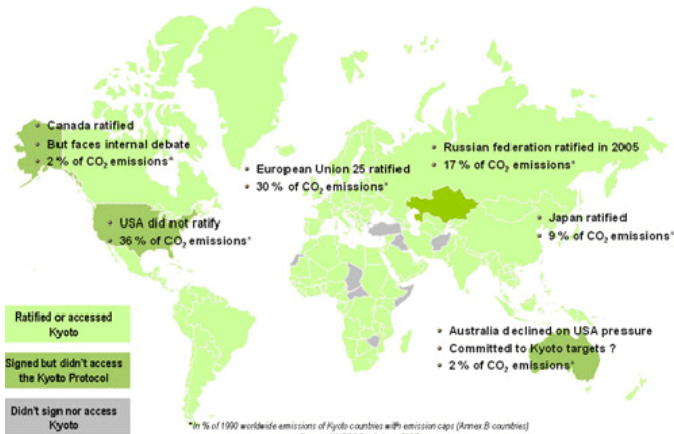 • Canada ratified
• But faces internal debate
• 2 % of CO₂ emissions*
• European Union 25 ratified
• 30 % of CO₂ emissions*
• Russian federation ratified in 2005
• 17 % of CO₂ emissions*
• USA did not ratify
• 36 % of CO₂ emissions*
• Japan ratified
• 9 % of CO₂ emissions*
Ratified or accessed
Kyoto
Signed but didn't access
the Kyoto Protocol
Didn't sign nor access
Kyoto
• Australia declined on USA pressure
• Committed to Kyoto targets ?
• 2 % of CO₂ emissions*
*In % of 1990 worldwide emissions of Kyoto countries with emission caps (Annex B countries)